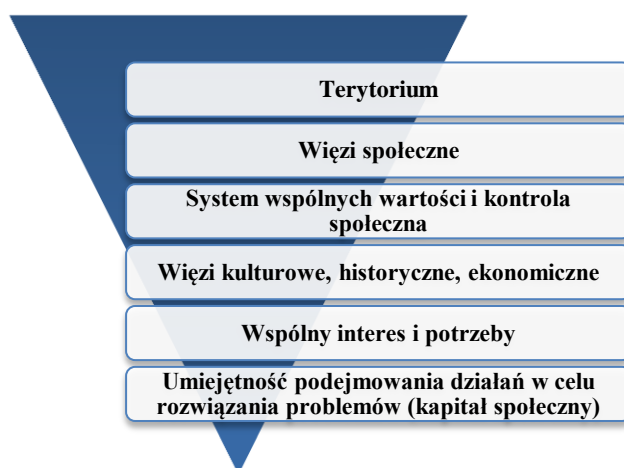 Terytorium
Więzi społeczne
System wspólnych wartości i kontrola
społeczna
Więzi kulturowe, historyczne, ekonomiczne
Wspólny interes i potrzeby
Umiejętność podejmowania działań w celu
rozwiązania problemów (kapitał społeczny)